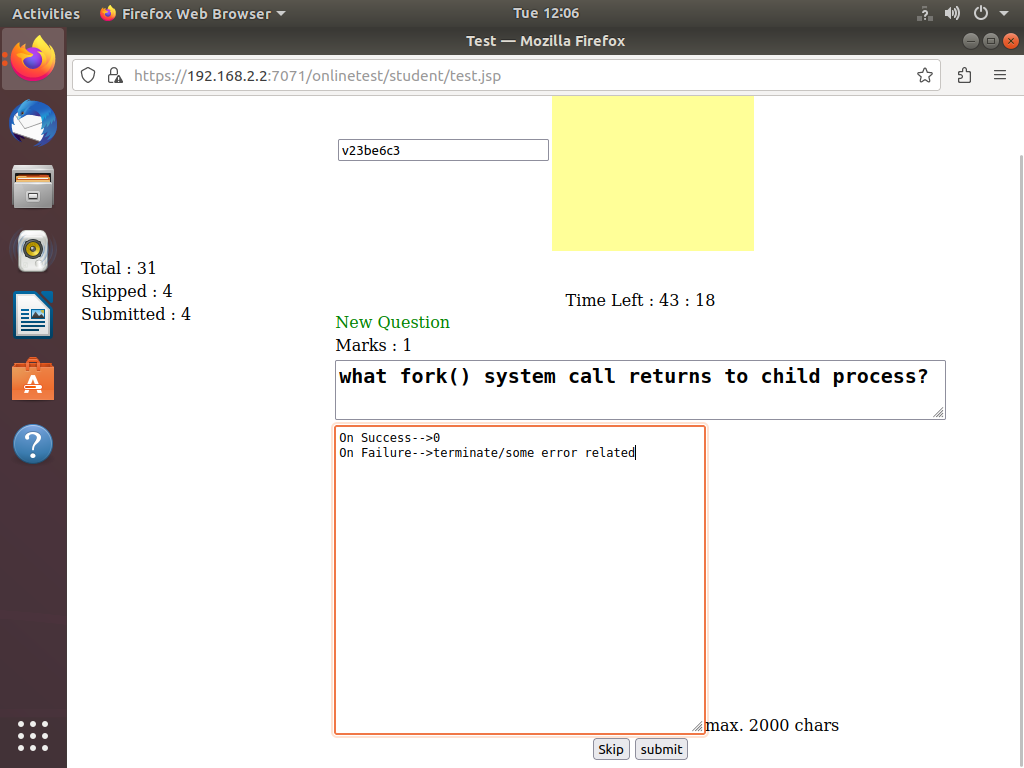 Activities
Firefox Web Browser
Tue 12:06
Test — Mozilla Firefox
https://192.168.2.2:7071/onlinetest/student/test.jsp
v23be6c3
Total : 31
Skipped : 4
Submitted : 4
Time Left : 43 : 18
New Question
Marks : 1
what fork() system call returns to child process?
On Success-->0
On Failure-->terminate/some error related
max. 2000 chars
Skip
submit